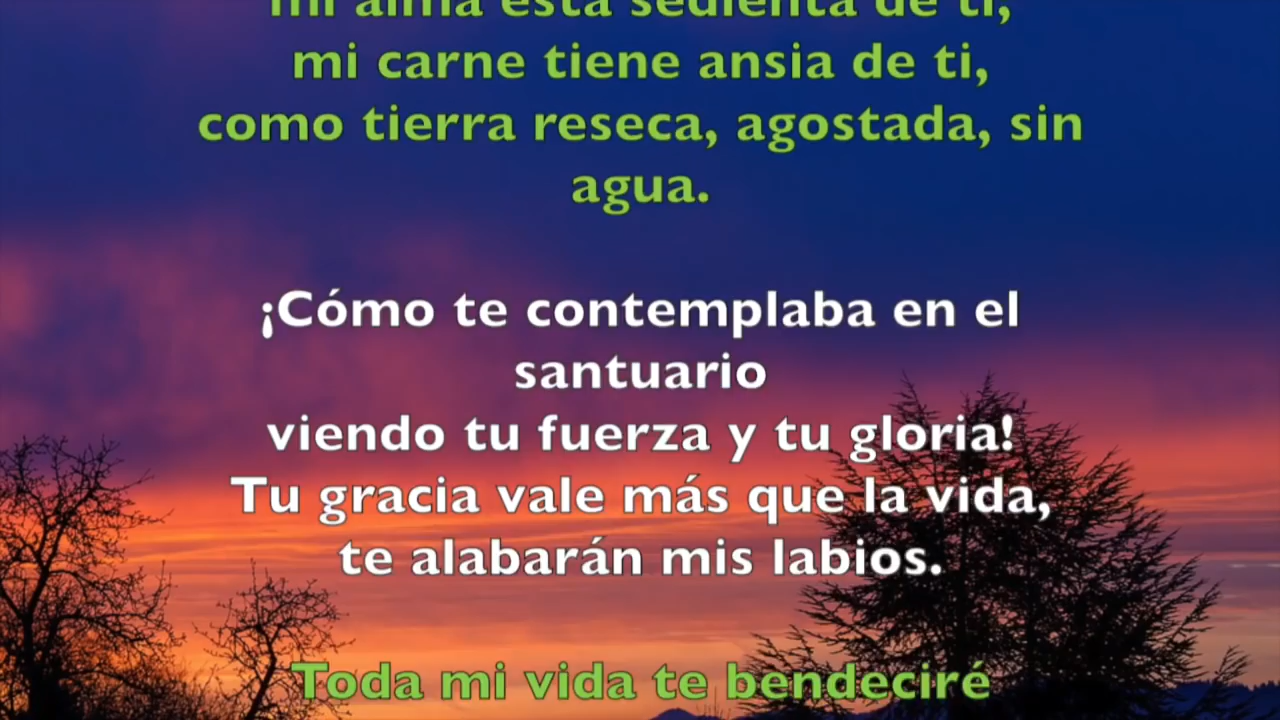 mi alma está sedienta de ti,
mi carne tiene ansia de ti,
como tierra reseca, agostada, sin
agua.
¡Cómo te contemplaba en el
santuario
viendo tu fuerza y tu gloria!
Tu gracia vale más que la vida,
te alabarán mis labios.
Toda mi vida te bendeciré